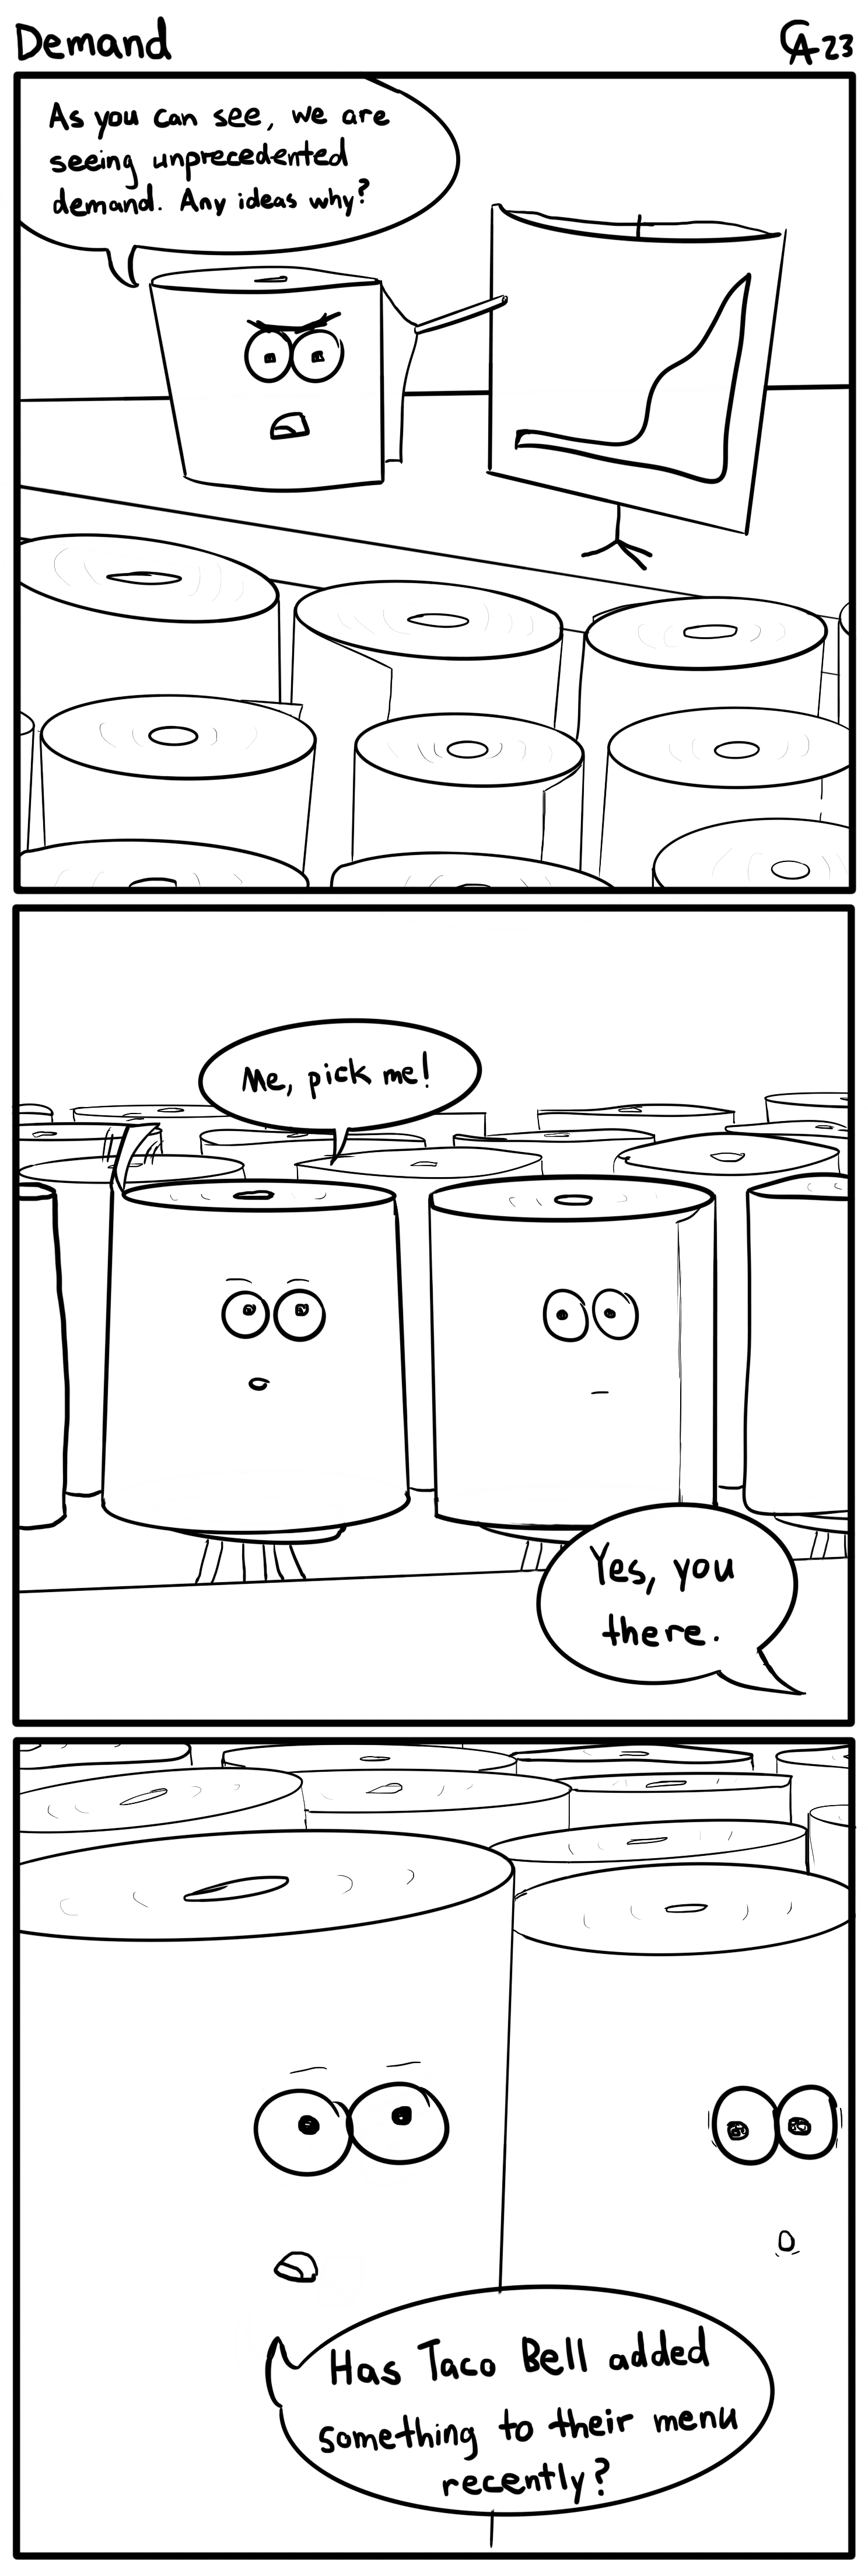 Demand
CA 23
As you can see, we are
seeing unprecedented
demand. Any ideas why?
Me, pick me!
Yes, you
there.
Has Taco Bell added
something to their menu
recently?